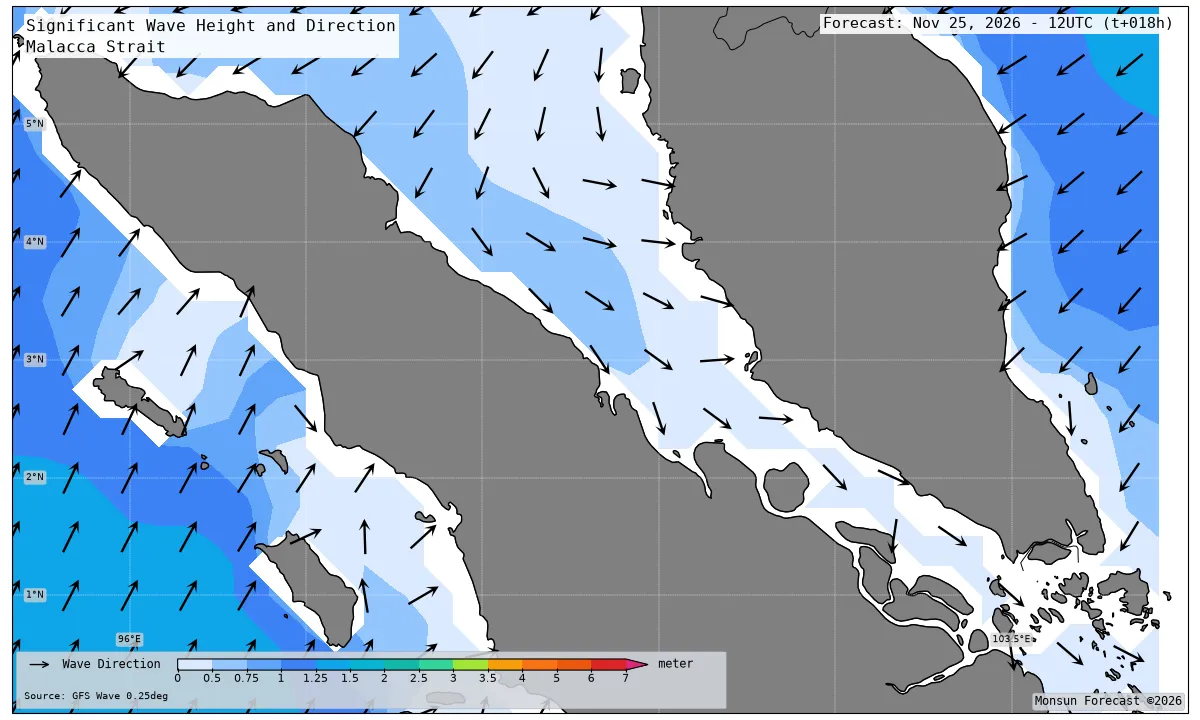 Significant Wave Height and Direction
Malacca Strait
Forecast: Nov 25, 2026 - 12UTC (t+018h)
5°N
4°N
3°N
2°N
1°N
96°E
103.5°E
Wave Direction
0 0.5 0.75 1 1.25 1.5 2 2.5 3 3.5 4 5 6 7
meter
Source: GFS Wave 0.25deg
Monsun Forecast ©2026